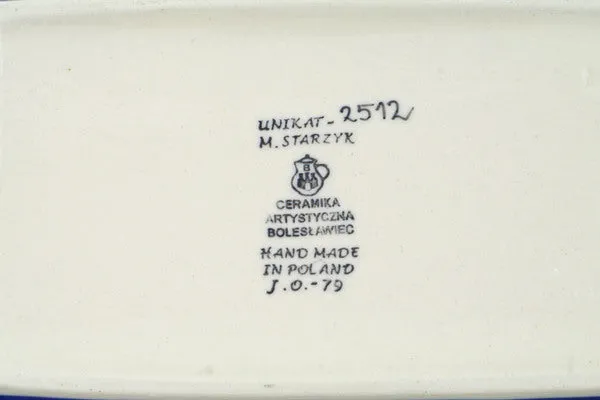 UNIKAT - 2512
M. STARZYK
B
CERAMIKA
ARTYSTYCZNA
BOLESŁAWIEC
HAND MADE
IN POLAND
J.O.-79